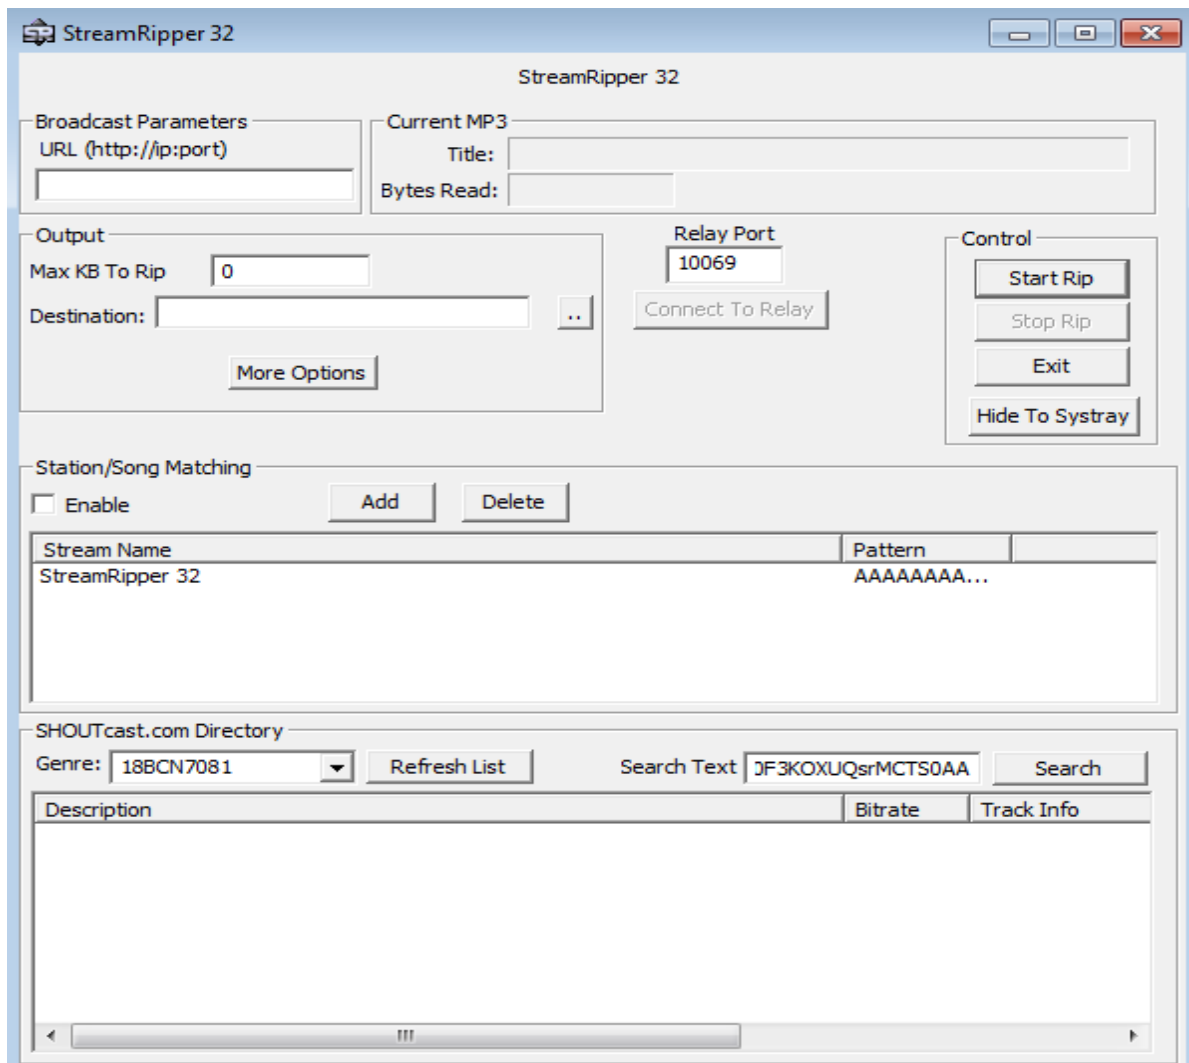 StreamRipper 32
StreamRipper 32
Broadcast Parameters
URL (http://ip:port)
Current MP3
Title:
Bytes Read:
Output
Max KB To Rip 0
Destination: ..
More Options
Relay Port
10069
Connect To Relay
Control
Start Rip
Stop Rip
Exit
Hide To Systray
Station/Song Matching
Enable Add Delete
Stream Name Pattern
StreamRipper 32 AAAAAAAA...
SHOUTcast.com Directory
Genre: 18BCN7081 Refresh List Search Text Search
Description Bitrate Track Info